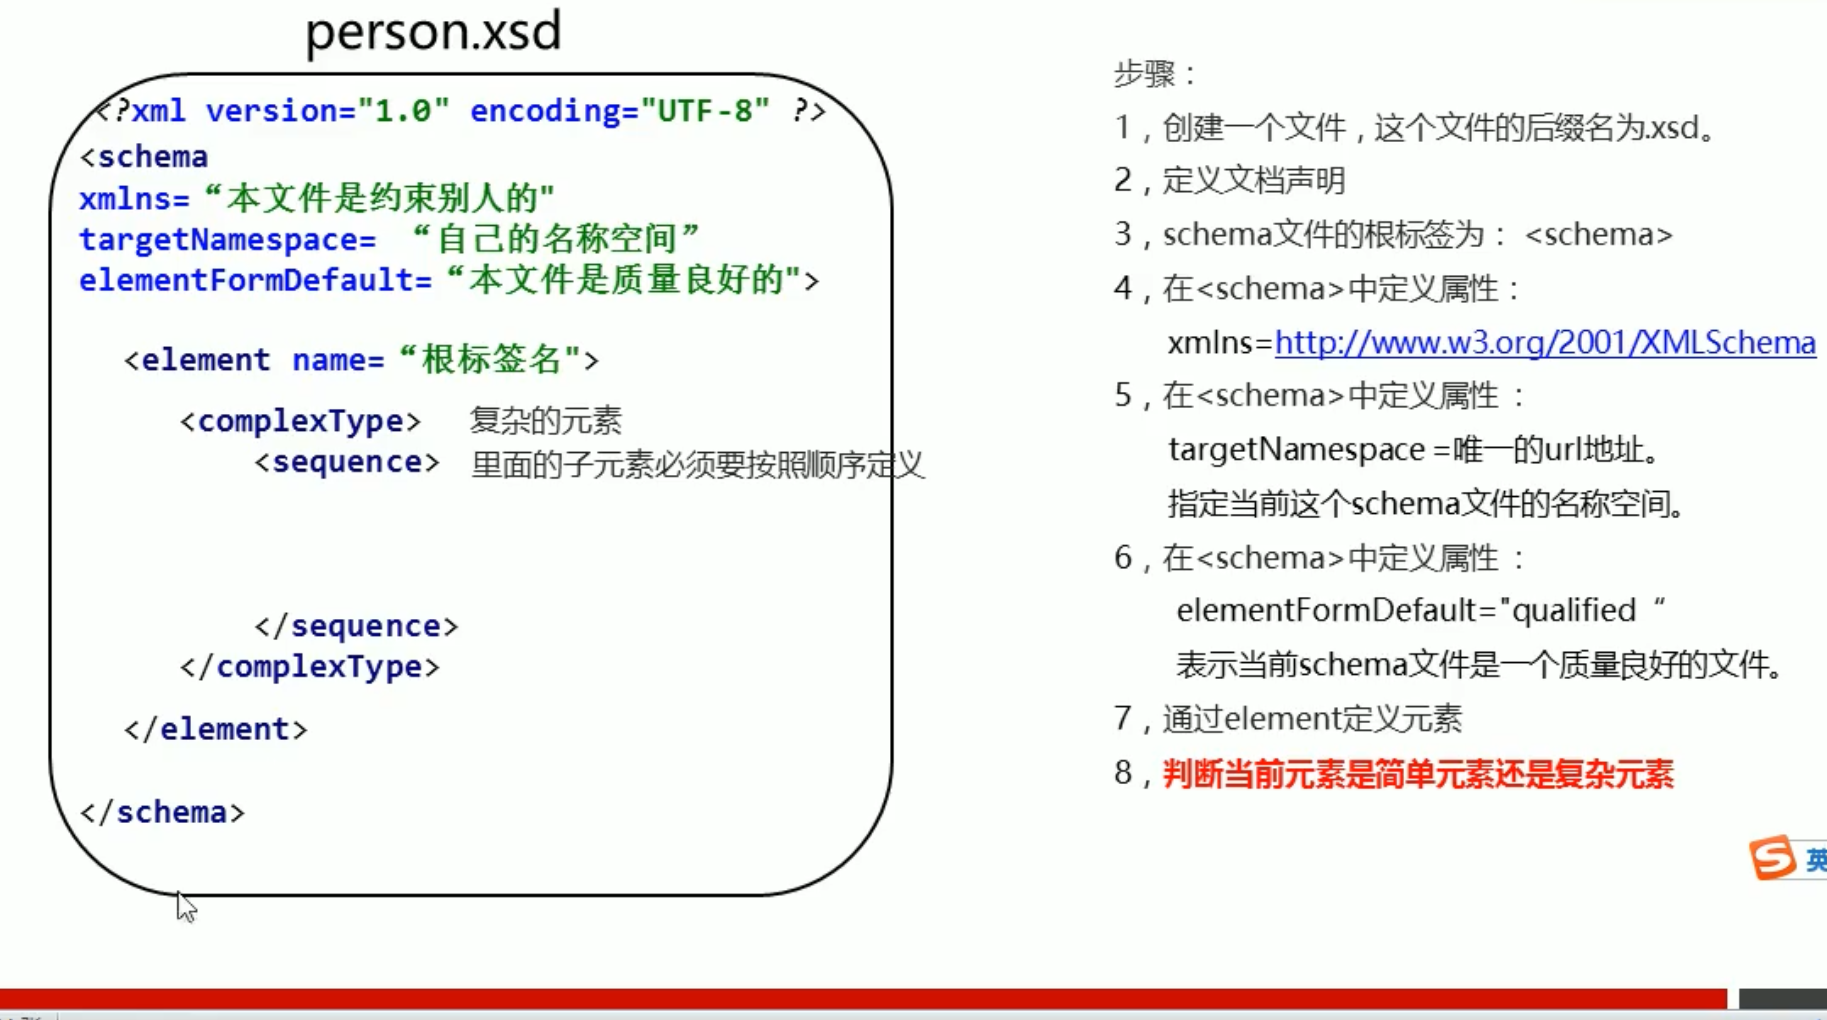 person.xsd
<?xml version="1.0" encoding="UTF-8" ?>
<schema
xmlns= “本文件是约束别人的"
targetNamespace= “自己的名称空间”
elementFormDefault= “本文件是质量良好的">
<element name= “根标签名">
<complexType> 复杂的元素
<sequence> 里面的子元素必须要按照顺序定义
</sequence>
</complexType>
</element>
</schema>
步骤：
1，创建一个文件，这个文件的后缀名为.xsd。
2，定义文档声明
3，schema文件的根标签为： <schema>
4，在<schema>中定义属性：
xmlns=http://www.w3.org/2001/XMLSchema
5，在<schema>中定义属性 ：
targetNamespace =唯一的url地址。
指定当前这个schema文件的名称空间。
6，在<schema>中定义属性 ：
elementFormDefault="qualified “
表示当前schema文件是一个质量良好的文件。
7，通过element定义元素
8，判断当前元素是简单元素还是复杂元素
S 英